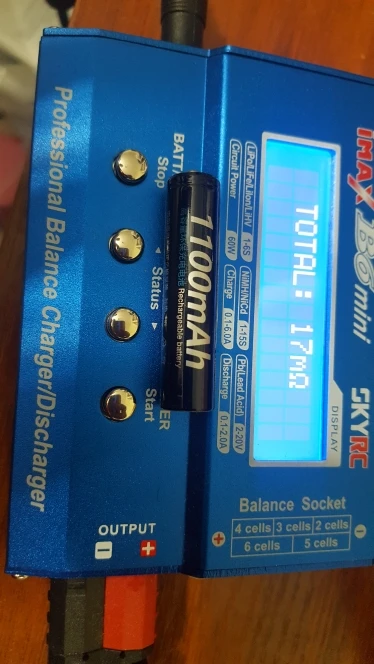 IMAX B6 mini
SKYRC
TOTAL: 17mΩ
DISPLAY
LiPo/LiFe/LiIon/LiHV 1-6S
NiMH/NiCd 1-15S
Pb(Lead Acid) 2-20V
Circuit Power 60W
Charge 0.1-6.0A
Discharge 0.1-2.0A
1100mAh
Rechargeable battery
BATT
ER
Stop
◄ Status ►
Start
Professional Balance Charger/Discharger
OUTPUT
− +
Balance Socket
4 cells 3 cells 2 cells
6 cells 5 cells
+ −